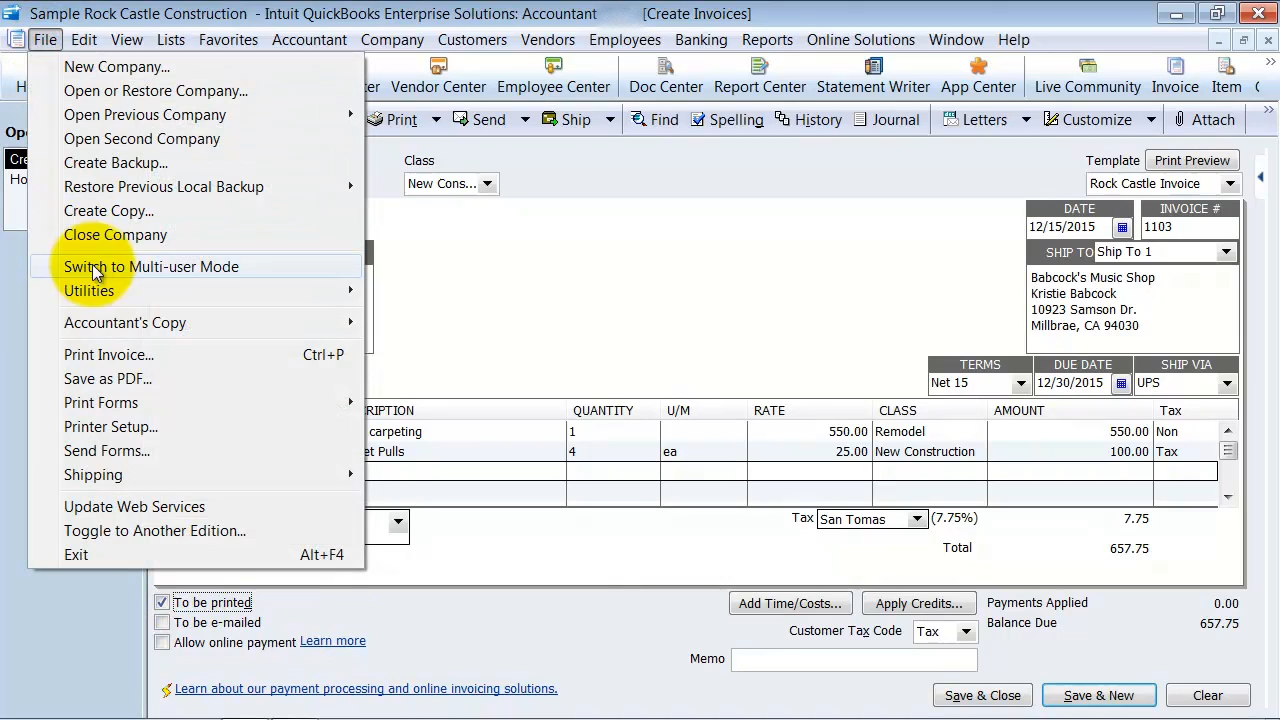 Sample Rock Castle Construction - Intuit QuickBooks Enterprise Solutions: Accountant [Create Invoices]
File Edit View Lists Favorites Accountant Company Customers Vendors Employees Banking Reports Online Solutions Window Help
Vendor Center Employee Center Doc Center Report Center Statement Writer App Center Live Community Invoice Item
Print Send Ship Find Spelling History Journal Letters Customize Attach
New Company...
Open or Restore Company...
Open Previous Company
Open Second Company
Create Backup...
Restore Previous Local Backup
Create Copy...
Close Company
Switch to Multi-user Mode
Utilities
Accountant's Copy
Print Invoice... Ctrl+P
Save as PDF...
Print Forms
Printer Setup...
Send Forms...
Shipping
Update Web Services
Toggle to Another Edition...
Exit Alt+F4
Class
New Cons...
Template Print Preview
Rock Castle Invoice
DATE INVOICE #
12/15/2015 1103
SHIP TO Ship To 1
Babcock's Music Shop
Kristie Babcock
10923 Samson Dr.
Millbrae, CA 94030
TERMS DUE DATE SHIP VIA
Net 15 12/30/2015 UPS
QUANTITY U/M RATE CLASS AMOUNT Tax
carpeting 1 550.00 Remodel 550.00 Non
Pulls 4 ea 25.00 New Construction 100.00 Tax
Tax San Tomas (7.75%) 7.75
Total 657.75
To be printed
To be e-mailed
Allow online payment Learn more
Add Time/Costs... Apply Credits... Payments Applied 0.00
Customer Tax Code Tax Balance Due 657.75
Memo
Learn about our payment processing and online invoicing solutions.
Save & Close Save & New Clear